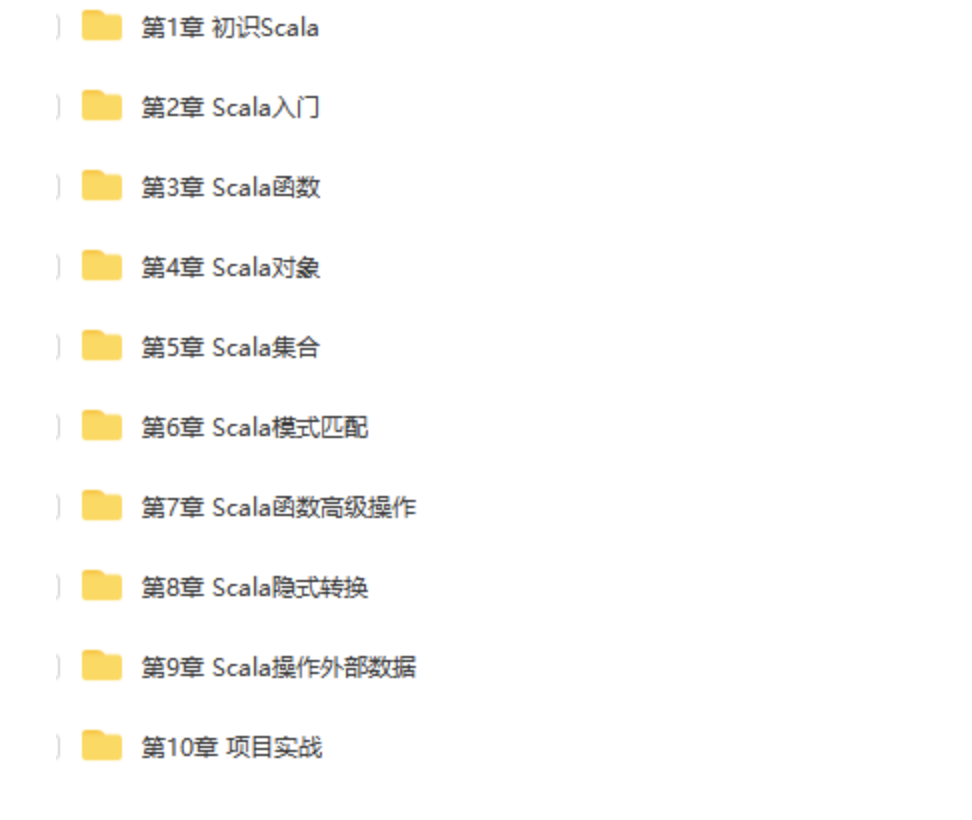 第1章 初识Scala
第2章 Scala入门
第3章 Scala函数
第4章 Scala对象
第5章 Scala集合
第6章 Scala模式匹配
第7章 Scala函数高级操作
第8章 Scala隐式转换
第9章 Scala操作外部数据
第10章 项目实战